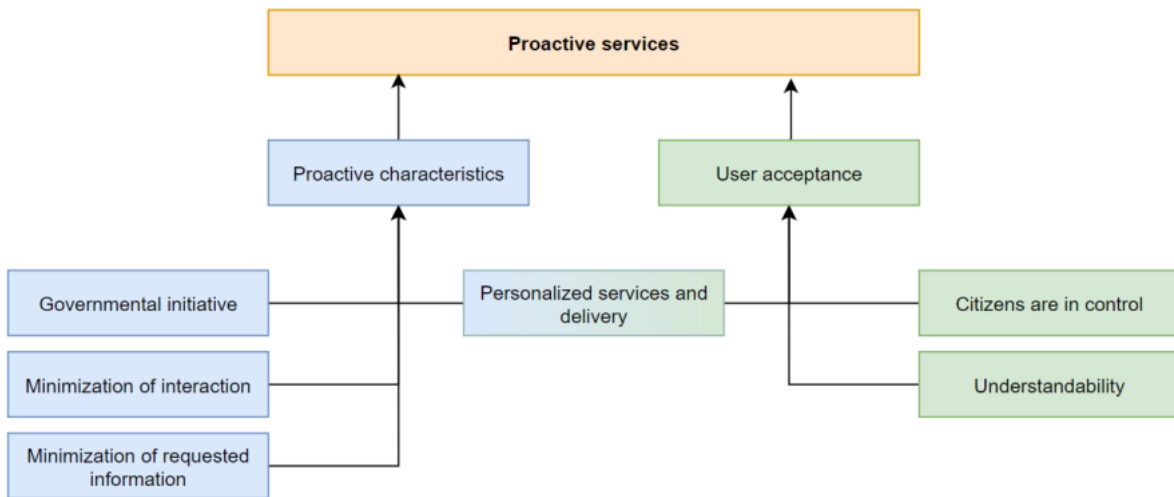 Proactive services
Proactive characteristics
User acceptance
Governmental initiative
Personalized services and
delivery
Citizens are in control
Minimization of interaction
Understandability
Minimization of requested
information